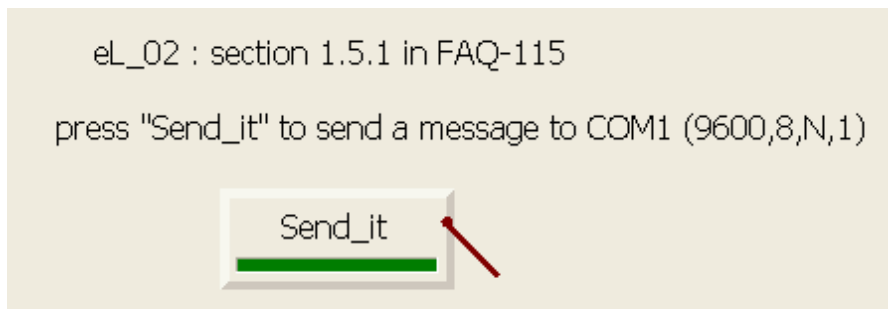 eL_02 : section 1.5.1 in FAQ-115
press "Send_it" to send a message to COM1 (9600,8,N,1)
Send_it